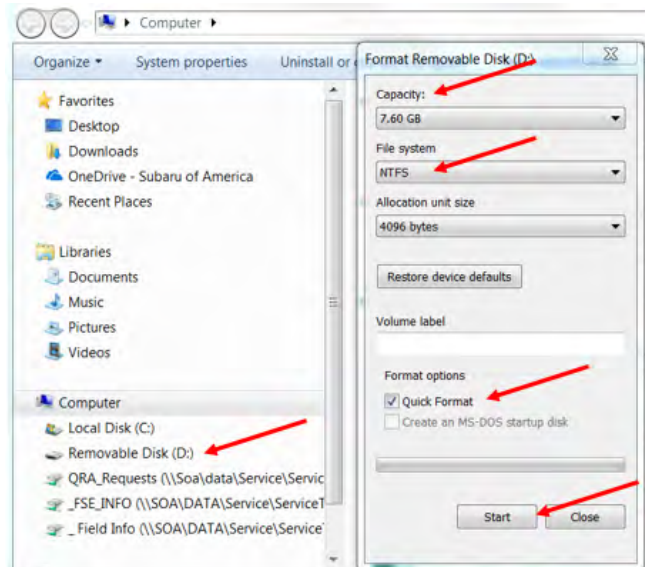 Computer
Organize
System properties
Uninstall or
Favorites
Desktop
Downloads
OneDrive - Subaru of America
Recent Places
Libraries
Documents
Music
Pictures
Videos
Computer
Local Disk (C:)
Removable Disk (D:)
QRA_Requests (\\Soa\data\Service\Servic
_FSE_INFO (\\SOA\DATA\Service\ServiceT
_ Field Info (\\SOA\DATA\Service\Service
Format Removable Disk (D:)
Capacity:
7.60 GB
File system
NTFS
Allocation unit size
4096 bytes
Restore device defaults
Volume label
Format options
Quick Format
Create an MS-DOS startup disk
Start
Close